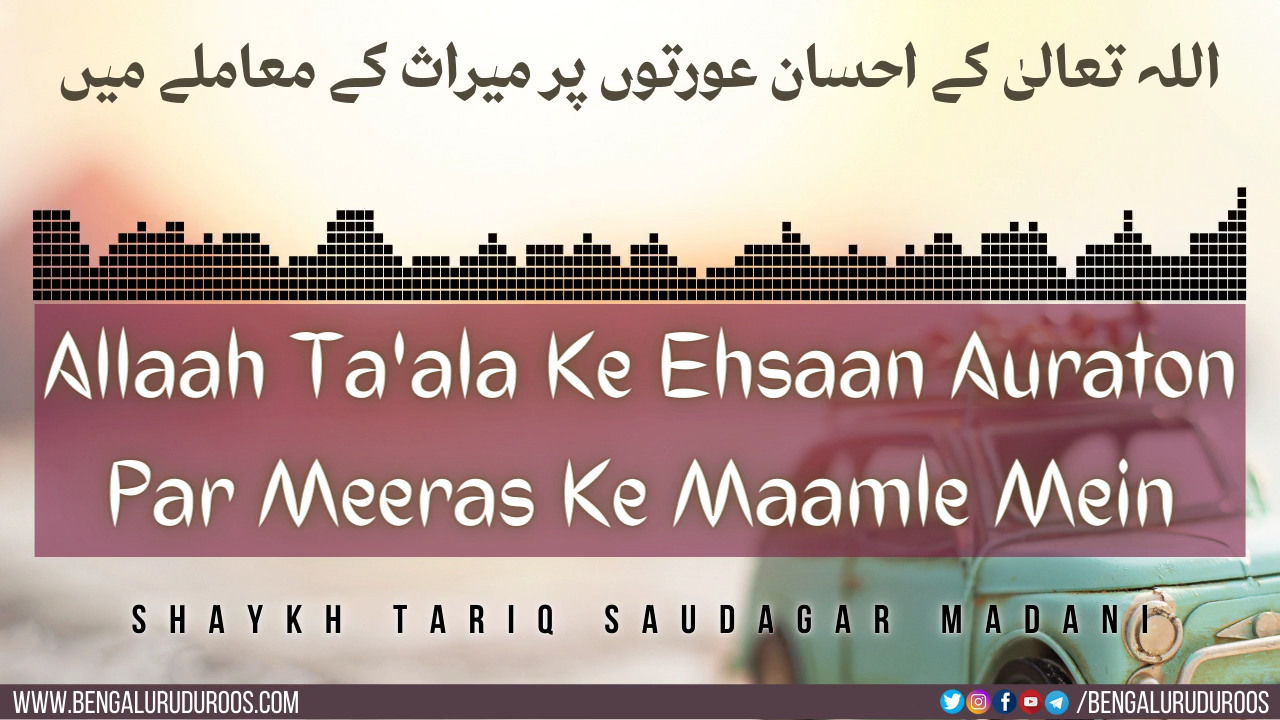 اللہ تعالیٰ کے احسان عورتوں پر میراث کے معاملے میں
Allaah Ta'ala Ke Ehsaan Auraton
Par Meeras Ke Maamle Mein
SHAYKH TARIQ SAUDAGAR MADANI
WWW.BENGALURUDUROOS.COM
/BENGALURUDUROOS